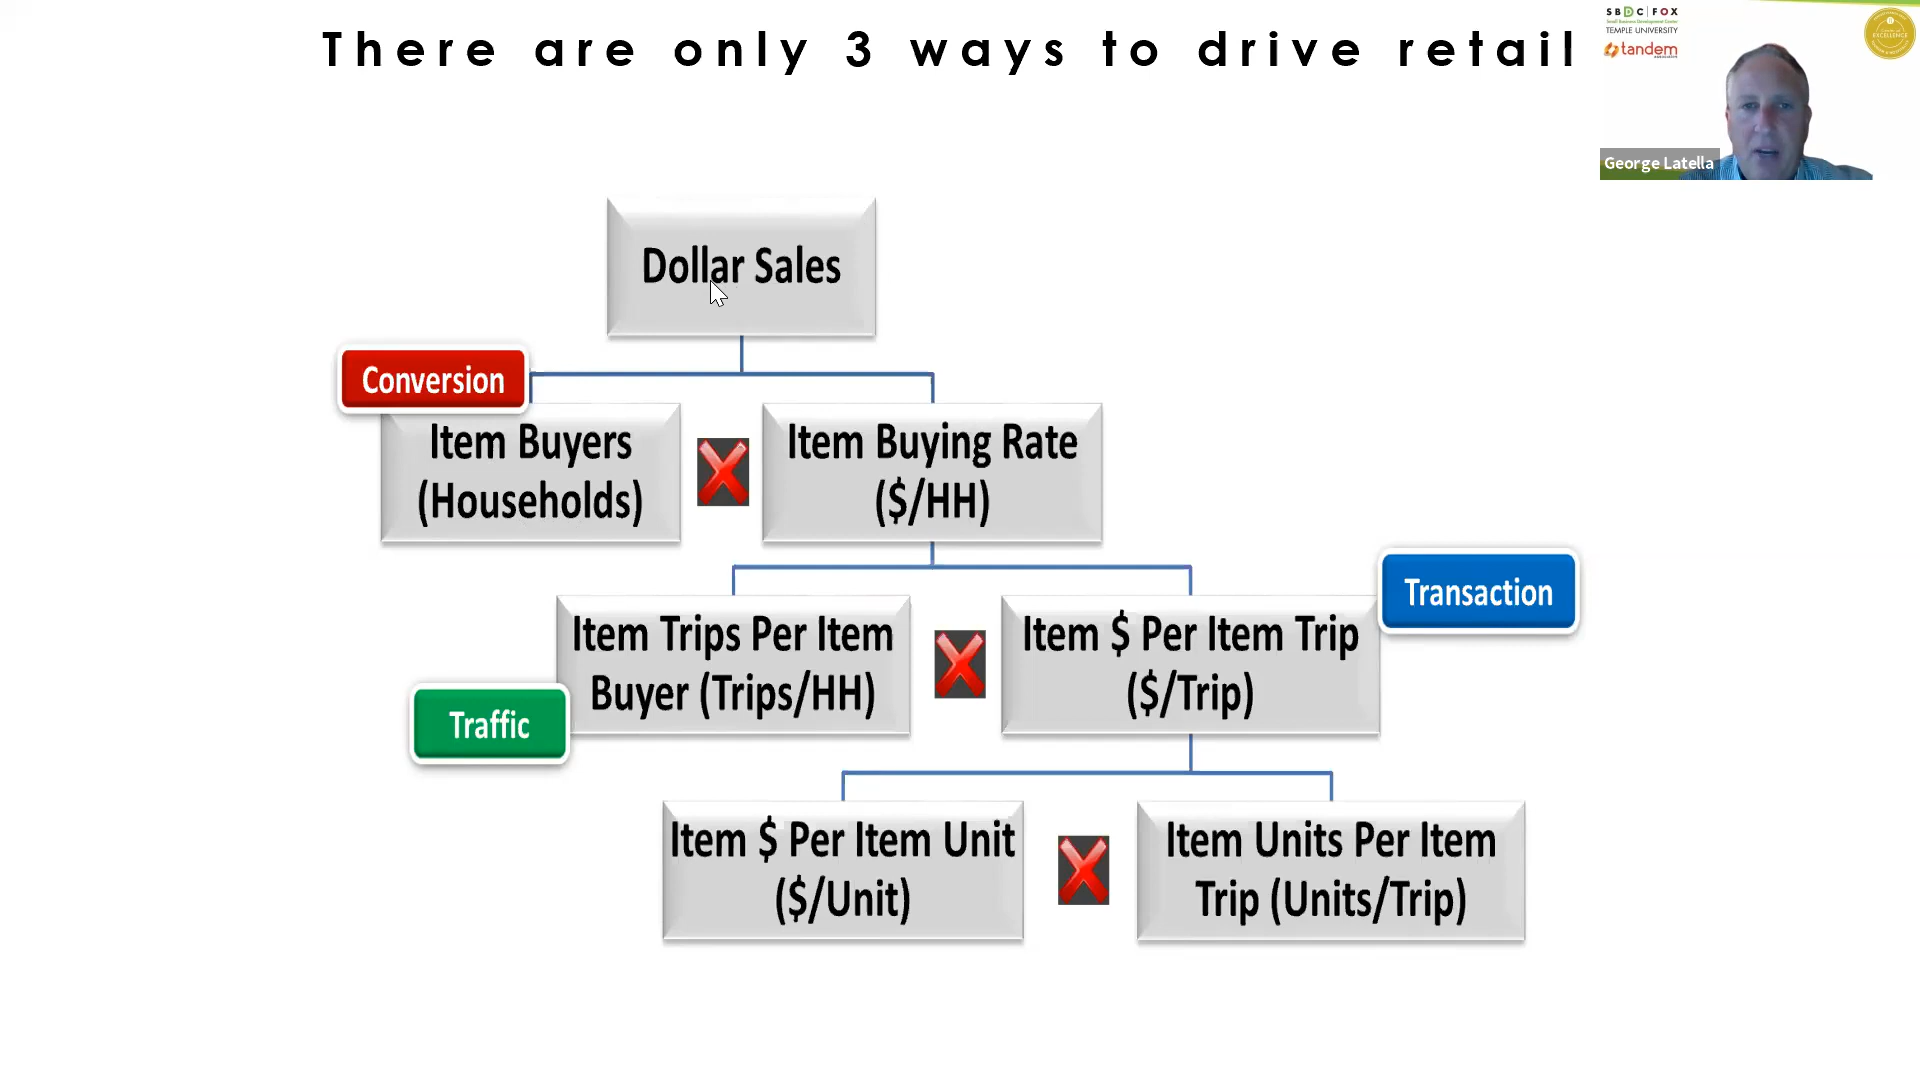 There are only 3 ways to drive retail
SBDC FOX
Small Business Development Center
TEMPLE UNIVERSITY
tandem
EXCELLENCE
George Latella
Dollar Sales
Conversion
Item Buyers
(Households)
Item Buying Rate
($/HH)
Transaction
Item Trips Per Item
Buyer (Trips/HH)
Item $ Per Item Trip
($/Trip)
Traffic
Item $ Per Item Unit
($/Unit)
Item Units Per Item
Trip (Units/Trip)